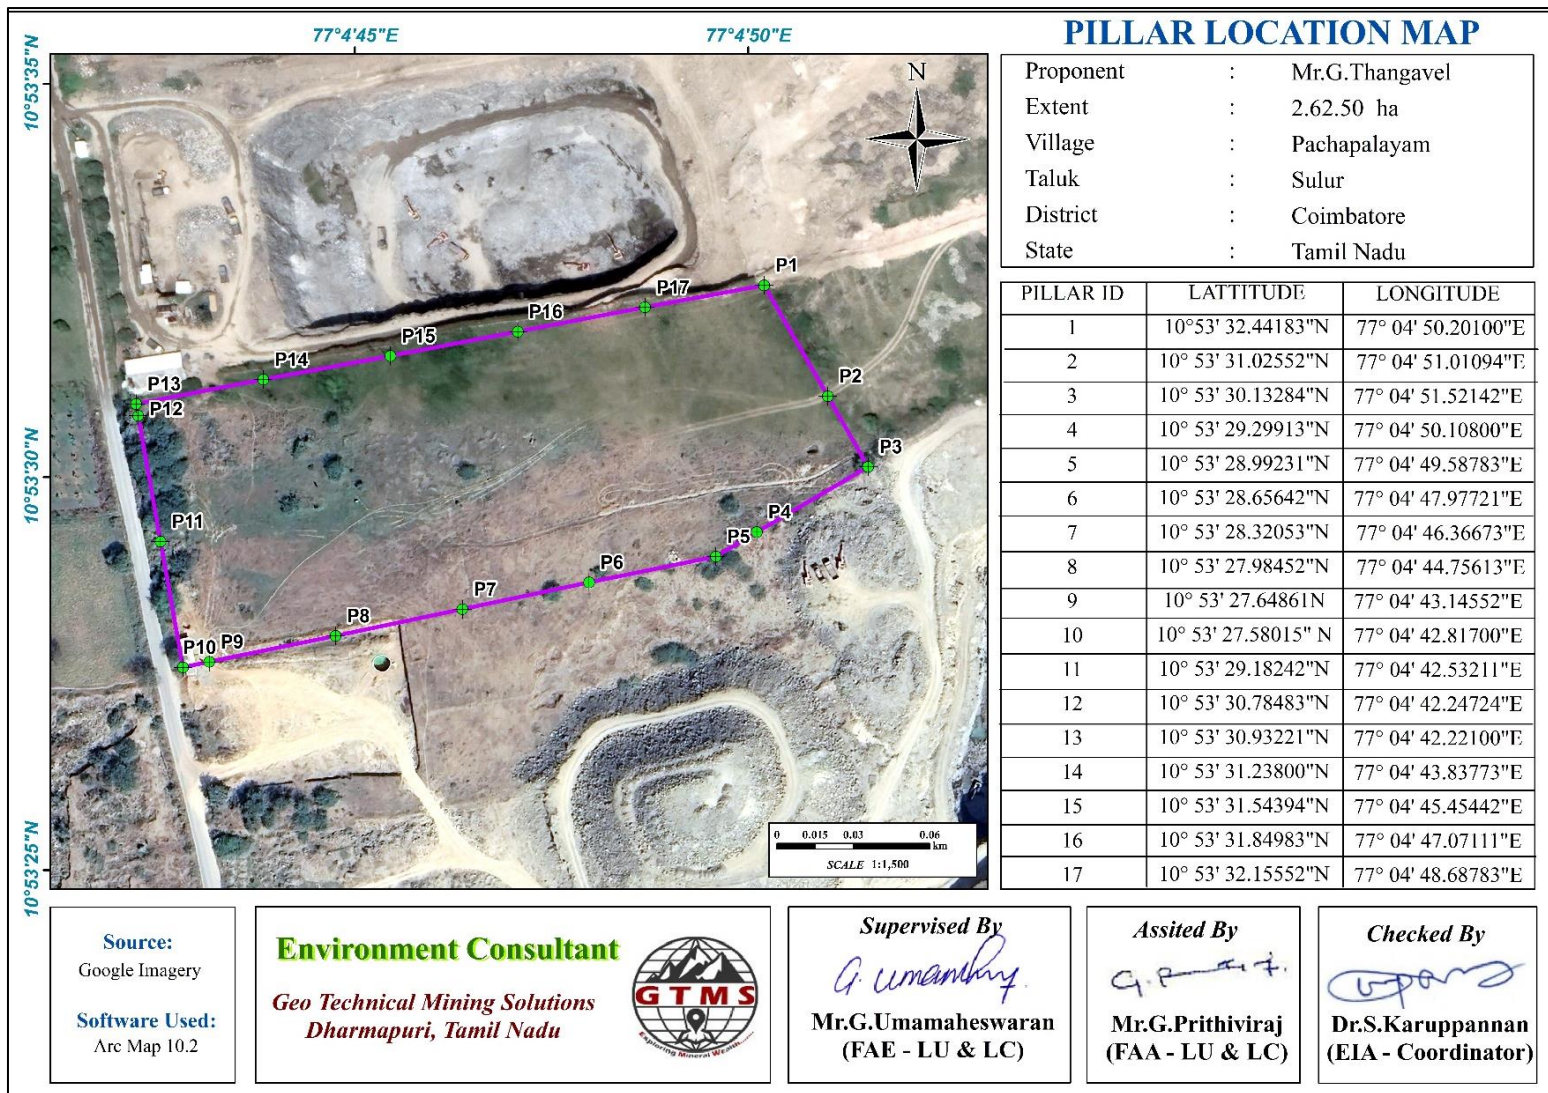 77°4'45"E
77°4'50"E
10°53'35"N
10°53'30"N
10°53'25"N
N
P1
P2
P3
P4
P5
P6
P7
P8
P9
P10
P11
P12
P13
P14
P15
P16
P17
0 0.015 0.03 0.06
km
SCALE 1:1,500
PILLAR LOCATION MAP
Proponent : Mr.G.Thangavel
Extent : 2.62.50 ha
Village : Pachapalayam
Taluk : Sulur
District : Coimbatore
State : Tamil Nadu
PILLAR ID LATTITUDE LONGITUDE
1 10°53' 32.44183"N 77° 04' 50.20100"E
2 10° 53' 31.02552"N 77° 04' 51.01094"E
3 10° 53' 30.13284"N 77° 04' 51.52142"E
4 10° 53' 29.29913"N 77° 04' 50.10800"E
5 10° 53' 28.99231"N 77° 04' 49.58783"E
6 10° 53' 28.65642"N 77° 04' 47.97721"E
7 10° 53' 28.32053"N 77° 04' 46.36673"E
8 10° 53' 27.98452"N 77° 04' 44.75613"E
9 10° 53' 27.64861N 77° 04' 43.14552"E
10 10° 53' 27.58015" N 77° 04' 42.81700"E
11 10° 53' 29.18242"N 77° 04' 42.53211"E
12 10° 53' 30.78483"N 77° 04' 42.24724"E
13 10° 53' 30.93221"N 77° 04' 42.22100"E
14 10° 53' 31.23800"N 77° 04' 43.83773"E
15 10° 53' 31.54394"N 77° 04' 45.45442"E
16 10° 53' 31.84983"N 77° 04' 47.07111"E
17 10° 53' 32.15552"N 77° 04' 48.68783"E
Source:
Google Imagery
Software Used:
Arc Map 10.2
Environment Consultant
Geo Technical Mining Solutions
Dharmapuri, Tamil Nadu
GTMS
Exploring Mineral Wealth......
Supervised By
Mr.G.Umamaheswaran
(FAE - LU & LC)
Assited By
Mr.G.Prithiviraj
(FAA - LU & LC)
Checked By
Dr.S.Karuppannan
(EIA - Coordinator)